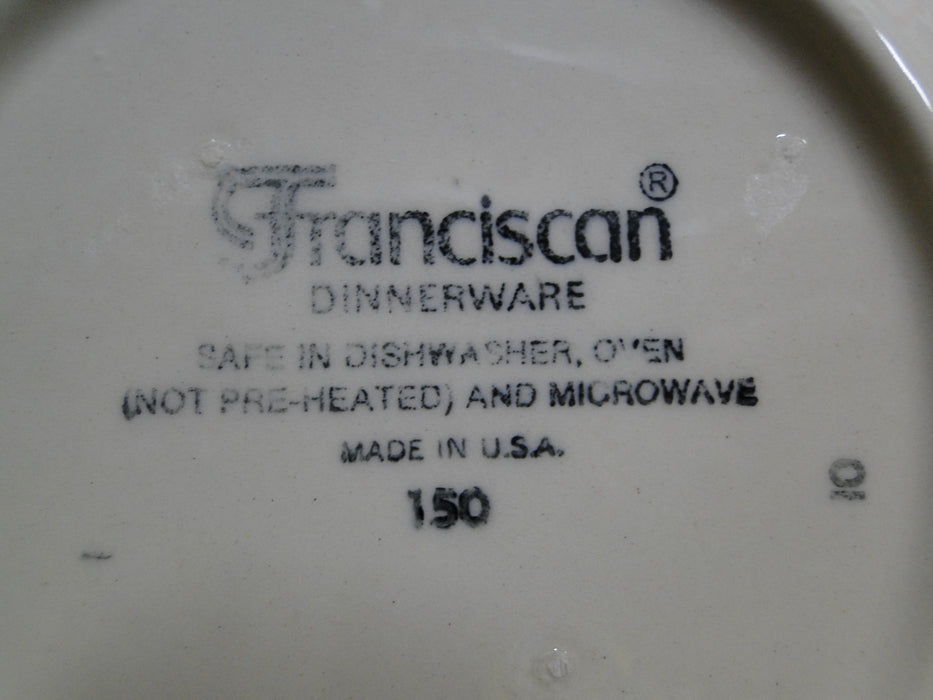 Franciscan®
DINNERWARE
SAFE IN DISHWASHER, OVEN
(NOT PRE-HEATED) AND MICROWAVE
MADE IN U.S.A.
150